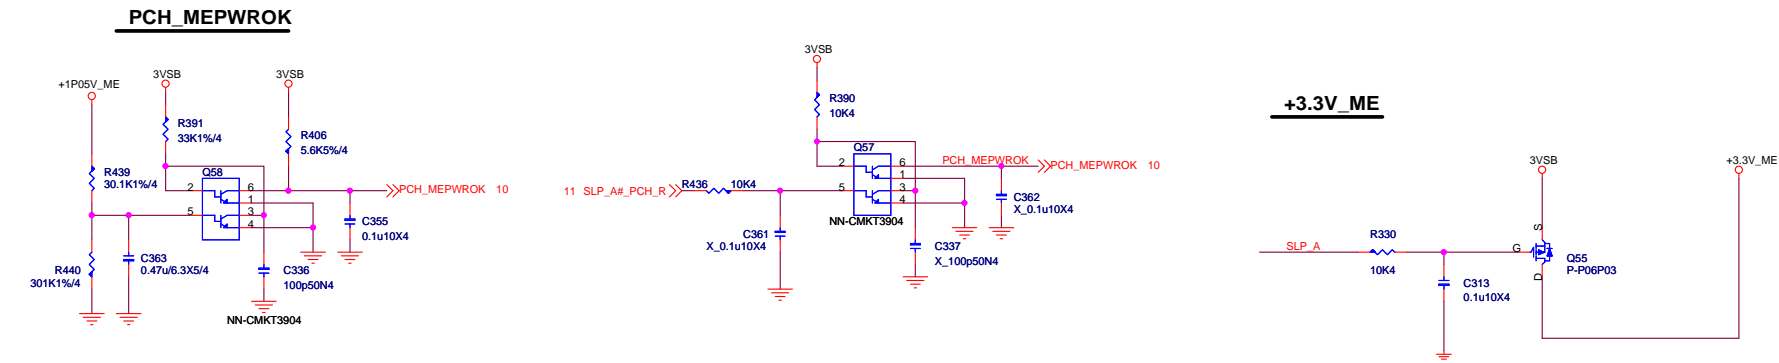 PCH_MEPWROK
+1P05V_ME
3VSB
3VSB
R391
33K1%/4
R406
5.6K5%/4
R439
30.1K1%/4
Q58
2
6
1
5
3
4
PCH_MEPWROK 10
C355
0.1u10X4
C363
0.47u/6.3X5/4
R440
301K1%/4
C336
100p50N4
NN-CMKT3904
3VSB
R390
10K4
Q57
2
6
1
5
3
4
PCH_MEPWROK
PCH_MEPWROK 10
11 SLP_A#_PCH_R
R436
10K4
C362
X_0.1u10X4
NN-CMKT3904
C361
X_0.1u10X4
C337
X_100p50N4
+3.3V_ME
3VSB
+3.3V_ME
SLP_A
R330
10K4
S
G
D
Q55
P-P06P03
C313
0.1u10X4